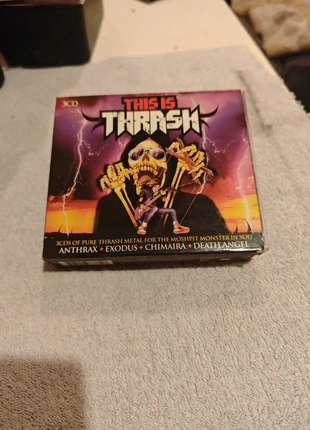 3CD
THIS IS
THRASH
3CDS OF PURE THRASH METAL FOR THE MOSHPIT MONSTER IN YOU
ANTHRAX + EXODUS + CHIMAIRA + DEATH ANGEL